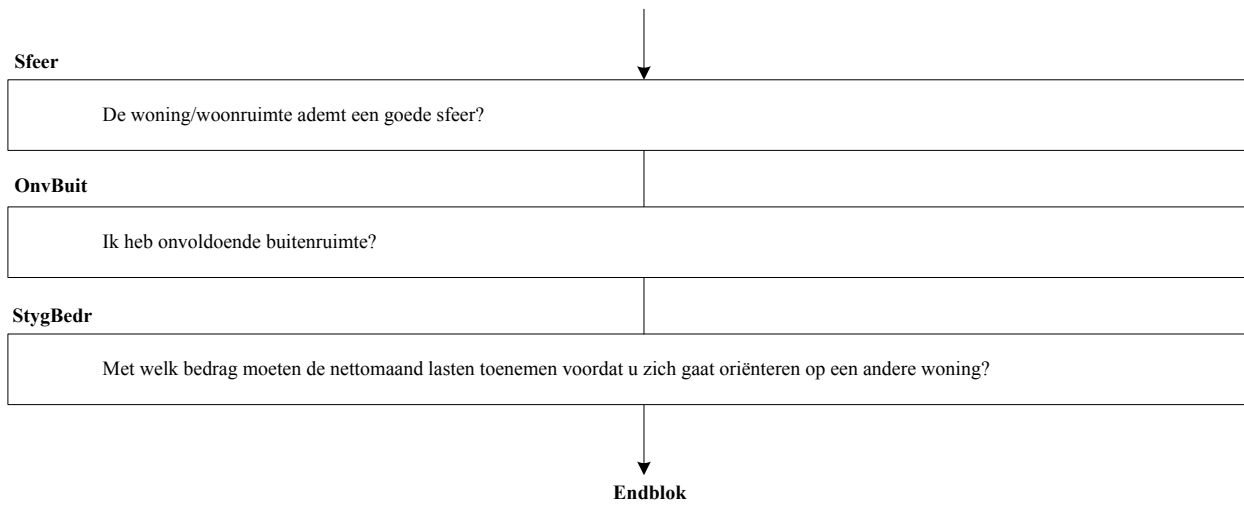 Sfeer
De woning/woonruimte ademt een goede sfeer?
OnvBuit
Ik heb onvoldoende buitenruimte?
StygBedr
Met welk bedrag moeten de nettomaand lasten toenemen voordat u zich gaat oriënteren op een andere woning?
Endblok